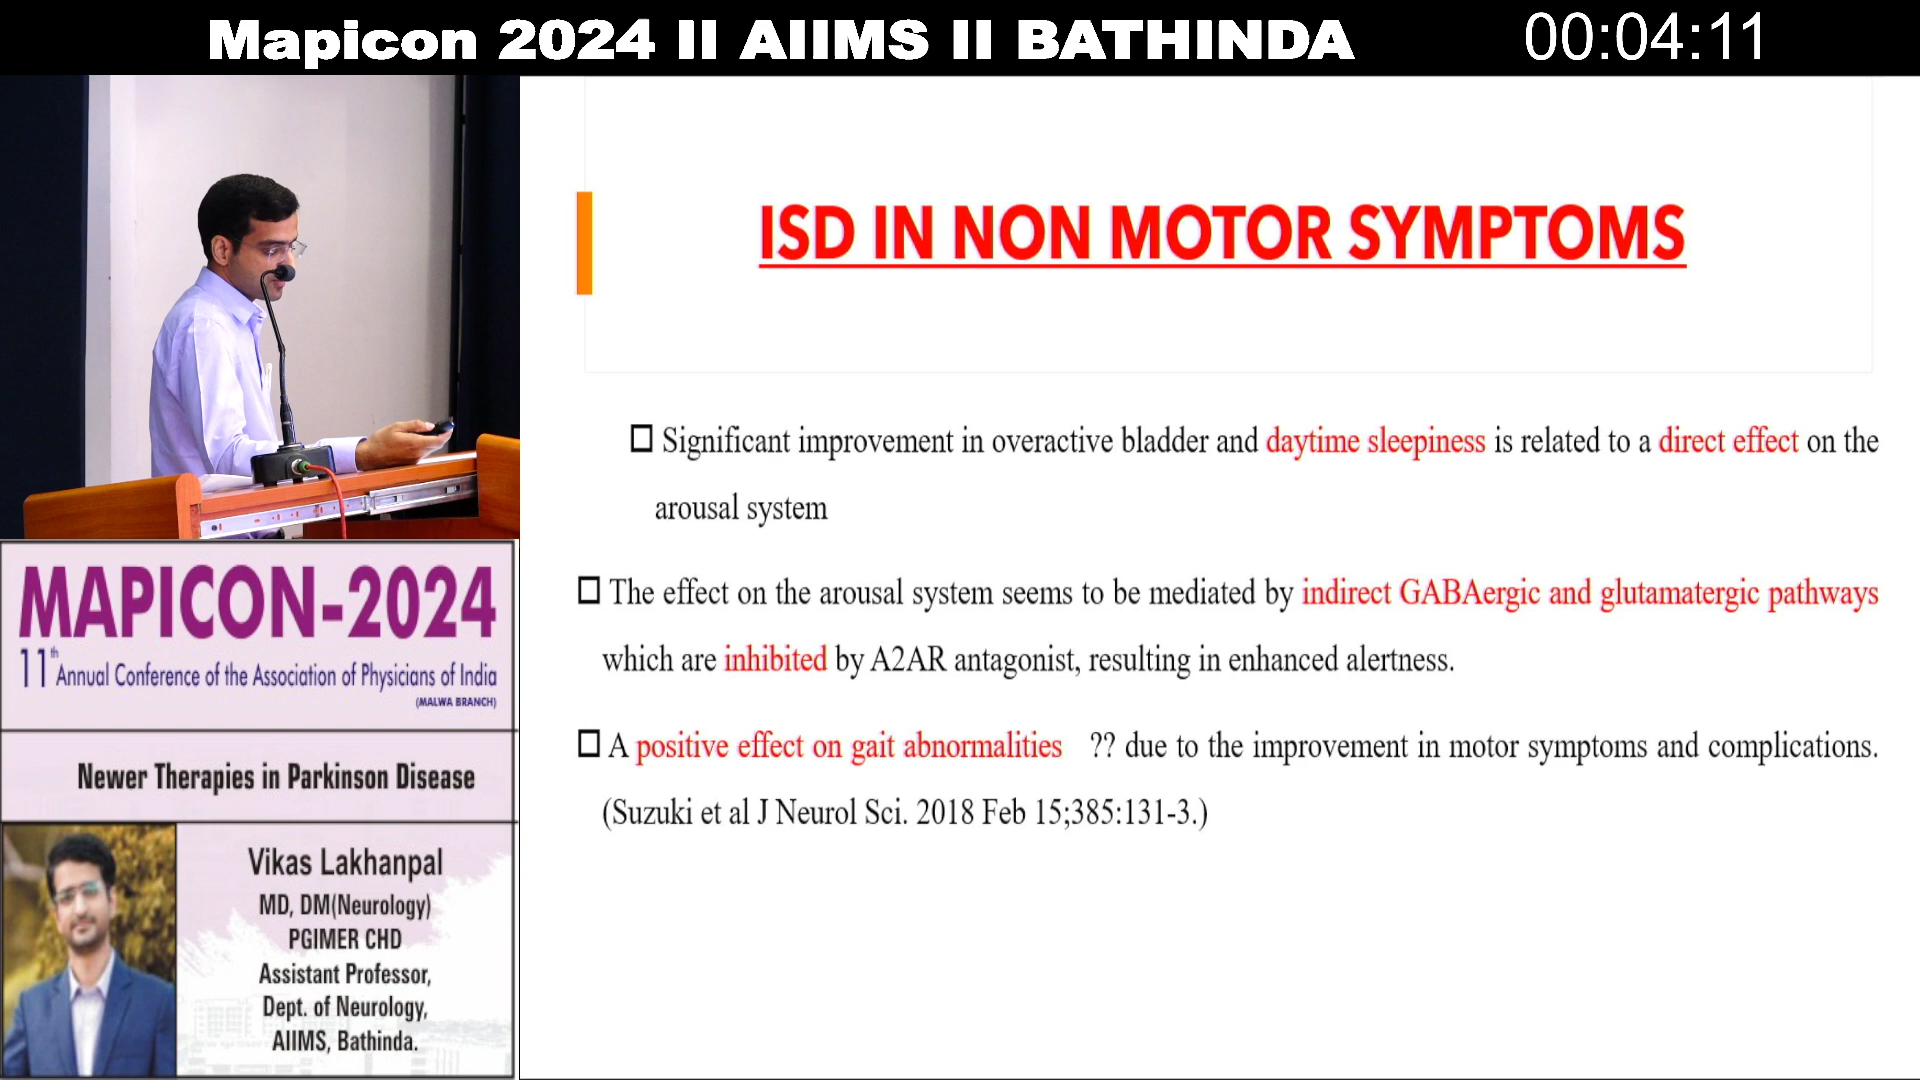 Mapicon 2024 II AIIMS II BATHINDA
00:04:11
ISD IN NON MOTOR SYMPTOMS
☐ Significant improvement in overactive bladder and daytime sleepiness is related to a direct effect on the
arousal system
☐ The effect on the arousal system seems to be mediated by indirect GABAergic and glutamatergic pathways
which are inhibited by A2AR antagonist, resulting in enhanced alertness.
☐ A positive effect on gait abnormalities ?? due to the improvement in motor symptoms and complications.
(Suzuki et al J Neurol Sci. 2018 Feb 15;385:131-3.)
MAPICON-2024
11th Annual Conference of the Association of Physicians of India
(MALWA BRANCH)
Newer Therapies in Parkinson Disease
Vikas Lakhanpal
MD, DM(Neurology)
PGIMER CHD
Assistant Professor,
Dept. of Neurology,
AIIMS, Bathinda.